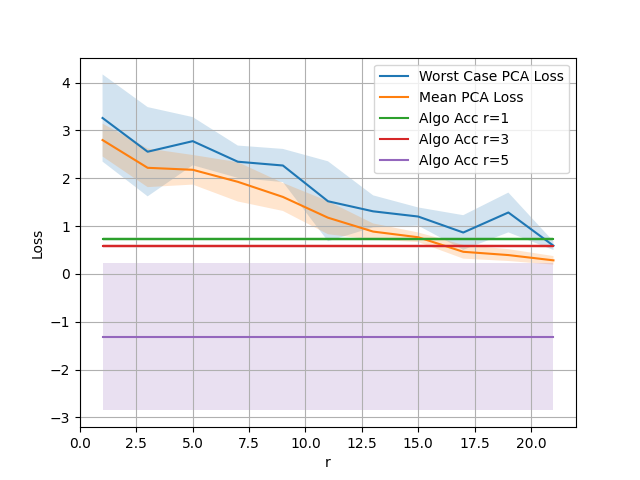 Worst Case PCA Loss
Mean PCA Loss
Algo Acc r=1
Algo Acc r=3
Algo Acc r=5
Loss
4
3
2
1
0
−1
−2
−3
0.0 2.5 5.0 7.5 10.0 12.5 15.0 17.5 20.0
r